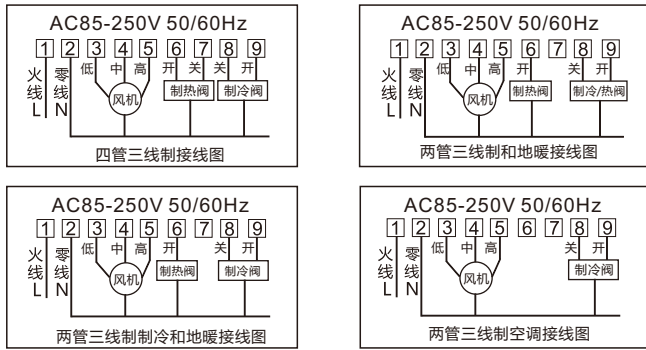 AC85-250V 50/60Hz
1 2 3 4 5 6 7 8 9
低 中 高 开 关 关 开
火线L 零线N 风机 制热阀 制冷阀
四管三线制接线图
AC85-250V 50/60Hz
1 2 3 4 5 6 7 8 9
低 中 高 开 关 开
火线L 零线N 风机 制热阀 制冷/热阀
两管三线制和地暖接线图
AC85-250V 50/60Hz
1 2 3 4 5 6 7 8 9
低 中 高 开 关 开
火线L 零线N 风机 制热阀 制冷阀
两管三线制制冷和地暖接线图
AC85-250V 50/60Hz
1 2 3 4 5 6 7 8 9
低 中 高 关 开
火线L 零线N 风机 制冷阀
两管三线制空调接线图